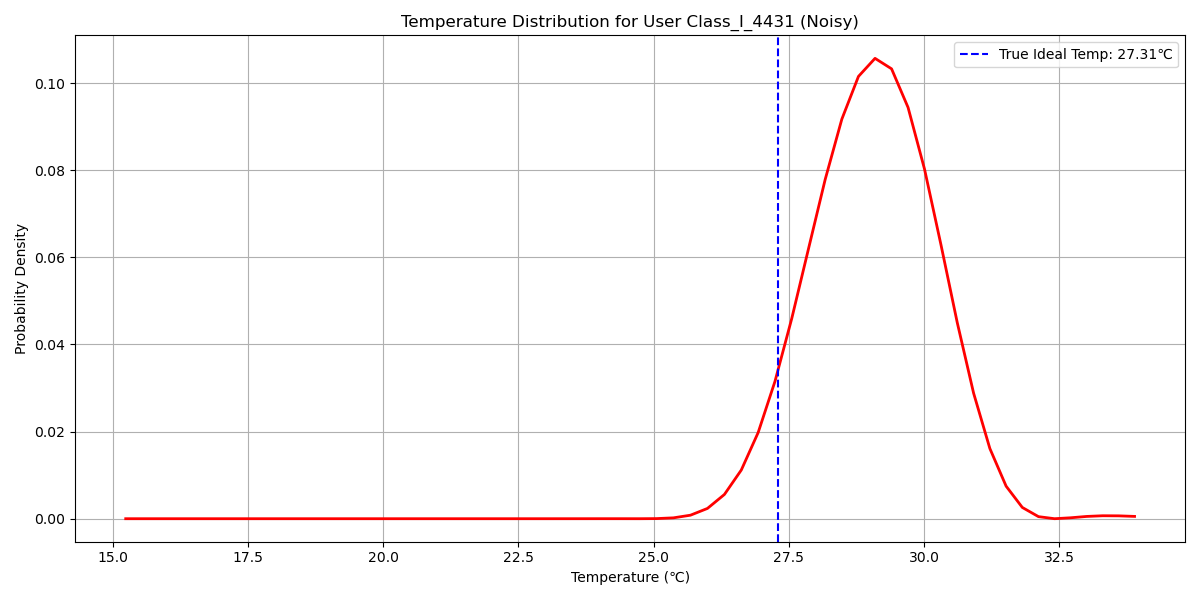 Temperature Distribution for User Class_I_4431 (Noisy)
True Ideal Temp: 27.31℃
Probability Density
0.10
0.08
0.06
0.04
0.02
0.00
15.0 17.5 20.0 22.5 25.0 27.5 30.0 32.5
Temperature (℃)